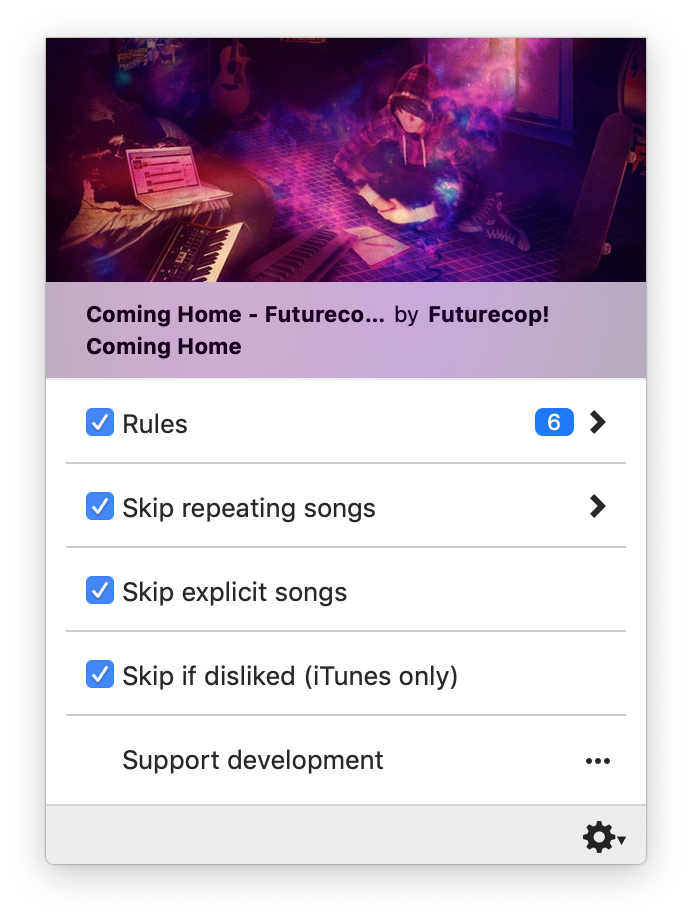 Coming Home - Futureco... by Futurecop!
Coming Home
Rules 6
Skip repeating songs
Skip explicit songs
Skip if disliked (iTunes only)
Support development